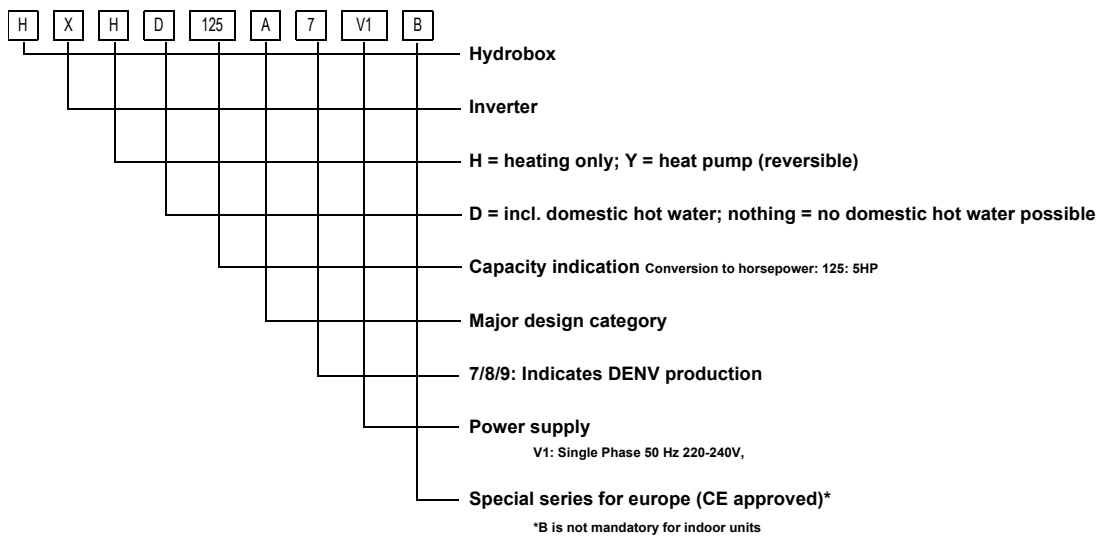 H X H D 125 A 7 V1 B
Hydrobox
Inverter
H = heating only; Y = heat pump (reversible)
D = incl. domestic hot water; nothing = no domestic hot water possible
Capacity indication Conversion to horsepower: 125: 5HP
Major design category
7/8/9: Indicates DENV production
Power supply
V1: Single Phase 50 Hz 220-240V,
Special series for europe (CE approved)*
*B is not mandatory for indoor units